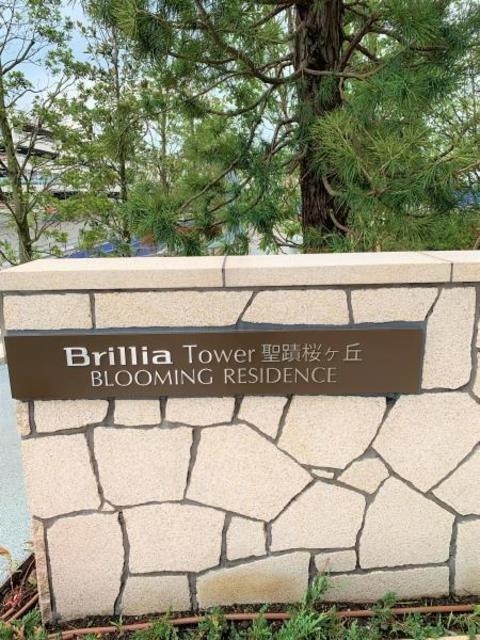 Brillia Tower 聖蹟桜ヶ丘
BLOOMING RESIDENCE